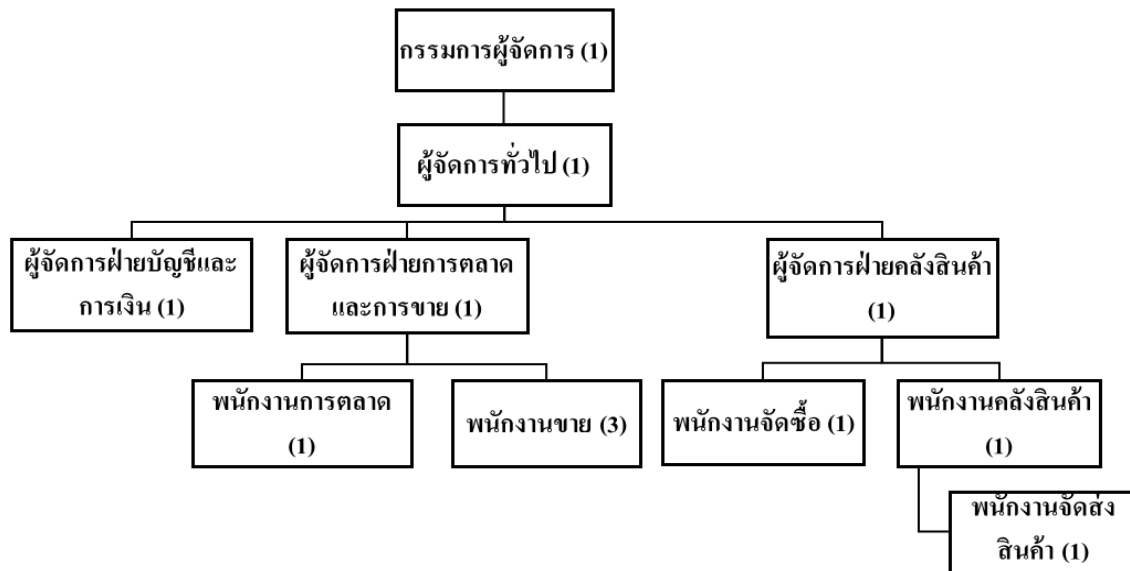 กรรมการผู้จัดการ (1)
ผู้จัดการทั่วไป (1)
ผู้จัดการฝ่ายบัญชีและ
การเงิน (1)
ผู้จัดการฝ่ายการตลาด
และการขาย (1)
ผู้จัดการฝ่ายคลังสินค้า
(1)
พนักงานการตลาด
(1)
พนักงานขาย (3)
พนักงานจัดซื้อ (1)
พนักงานคลังสินค้า
(1)
พนักงานจัดส่ง
สินค้า (1)